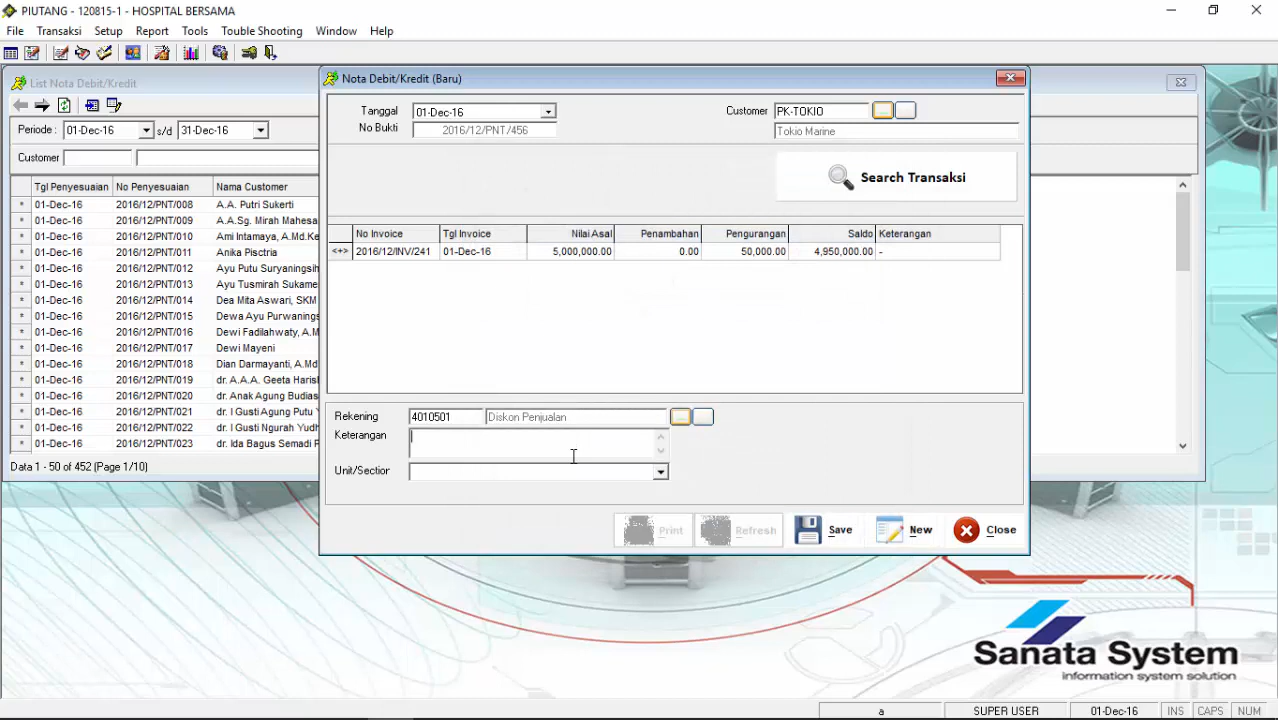 PIUTANG - 120815-1 - HOSPITAL BERSAMA
File Transaksi Setup Report Tools Touble Shooting Window Help
List Nota Debit/Kredit
Periode : 01-Dec-16 s/d 31-Dec-16
Customer
Tgl Penyesuaian No Penyesuaian Nama Customer
* 01-Dec-16 2016/12/PNT/008 A.A. Putri Sukerti
* 01-Dec-16 2016/12/PNT/009 A.A.Sg. Mirah Mahesa
* 01-Dec-16 2016/12/PNT/010 Ami Intamaya, A.Md.Ke
* 01-Dec-16 2016/12/PNT/011 Anika Pisctria
* 01-Dec-16 2016/12/PNT/012 Ayu Putu Suryaningsih
* 01-Dec-16 2016/12/PNT/013 Ayu Tusmirah Sukame
* 01-Dec-16 2016/12/PNT/014 Dea Mita Aswari, SKM
* 01-Dec-16 2016/12/PNT/015 Dewa Ayu Purwanings
* 01-Dec-16 2016/12/PNT/016 Dewi Fadilahwaty, A.Md
* 01-Dec-16 2016/12/PNT/017 Dewi Mayeni
* 01-Dec-16 2016/12/PNT/018 Dian Darmayanti, A.Md
* 01-Dec-16 2016/12/PNT/019 dr. A.A.A. Geeta Harish
* 01-Dec-16 2016/12/PNT/020 dr. Anak Agung Budias
* 01-Dec-16 2016/12/PNT/021 dr. I Gusti Agung Putu
* 01-Dec-16 2016/12/PNT/022 dr. I Gusti Ngurah Yudh
* 01-Dec-16 2016/12/PNT/023 dr. Ida Bagus Semadi P
Data 1 - 50 of 452 (Page 1/10)
Nota Debit/Kredit (Baru)
Tanggal 01-Dec-16 Customer PK-TOKIO
No Bukti 2016/12/PNT/456 Tokio Marine
Search Transaksi
No Invoice Tgl Invoice Nilai Asal Penambahan Pengurangan Saldo Keterangan
<+> 2016/12/INV/241 01-Dec-16 5,000,000.00 0.00 50,000.00 4,950,000.00 -
Rekening 4010501 Diskon Penjualan
Keterangan
Unit/Sectior
Print Refresh Save New Close
Sanata System
information system solution
a SUPER USER 01-Dec-16 INS CAPS NUM